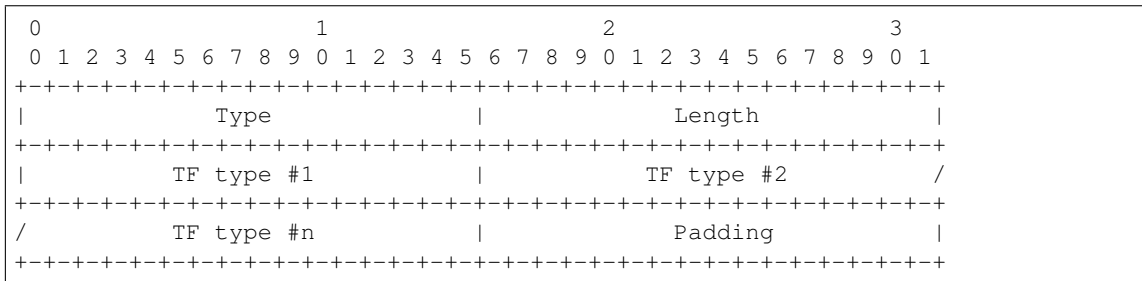 0                   1                   2                   3
 0 1 2 3 4 5 6 7 8 9 0 1 2 3 4 5 6 7 8 9 0 1 2 3 4 5 6 7 8 9 0 1
+-+-+-+-+-+-+-+-+-+-+-+-+-+-+-+-+-+-+-+-+-+-+-+-+-+-+-+-+-+-+-+-+
|             Type              |             Length            |
+-+-+-+-+-+-+-+-+-+-+-+-+-+-+-+-+-+-+-+-+-+-+-+-+-+-+-+-+-+-+-+-+
|          TF type #1           |           TF type #2          /
+-+-+-+-+-+-+-+-+-+-+-+-+-+-+-+-+-+-+-+-+-+-+-+-+-+-+-+-+-+-+-+-+
/          TF type #n           |             Padding           |
+-+-+-+-+-+-+-+-+-+-+-+-+-+-+-+-+-+-+-+-+-+-+-+-+-+-+-+-+-+-+-+-+